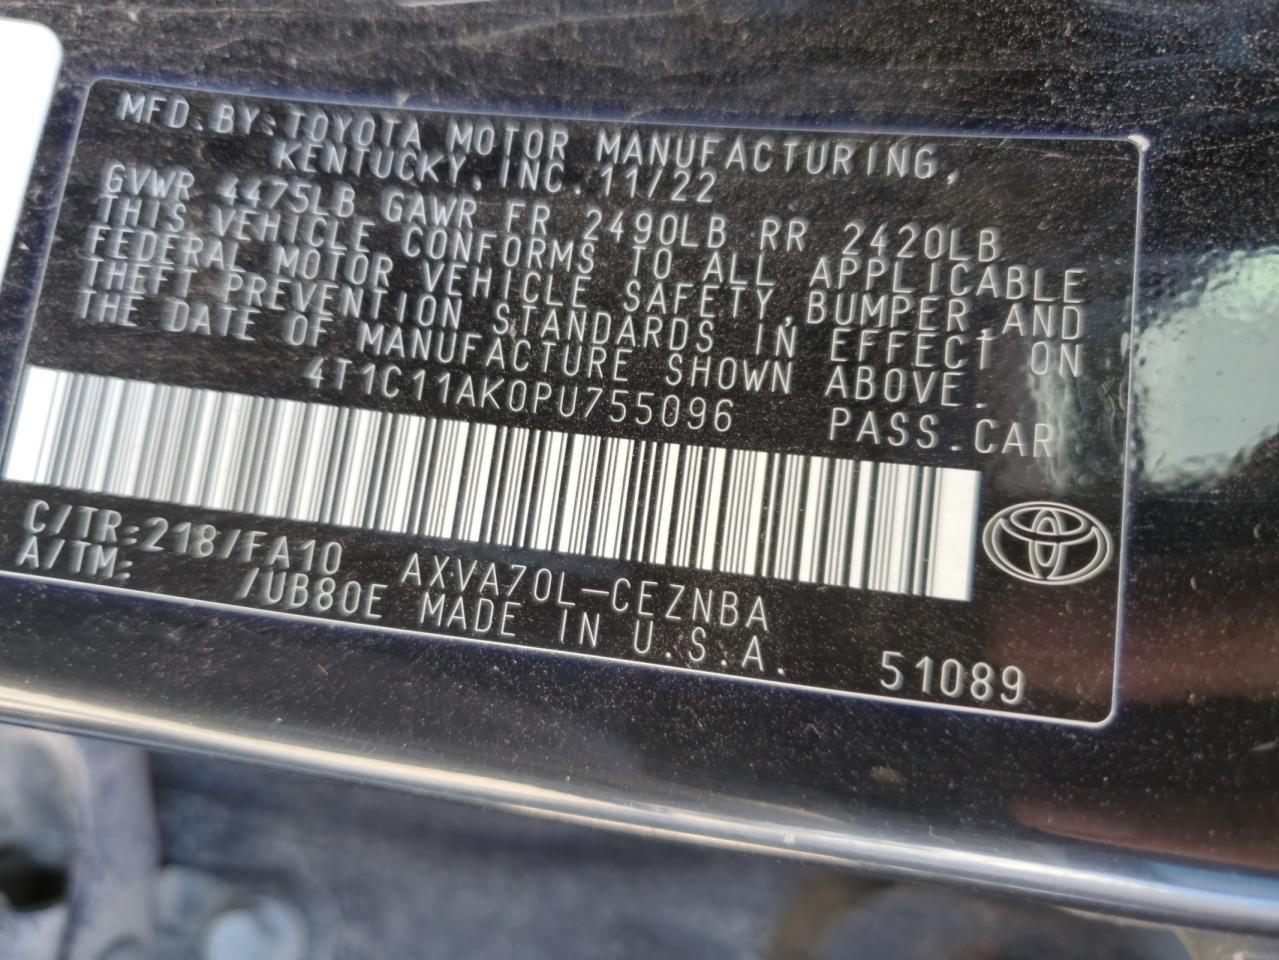 MFD.BY:TOYOTA MOTOR MANUFACTURING,
KENTUCKY,INC. 11/22
GVWR 4475LB GAWR FR 2490LB RR 2420LB
THIS VEHICLE CONFORMS TO ALL APPLICABLE
FEDERAL MOTOR VEHICLE SAFETY,BUMPER,AND
THEFT PREVENTION STANDARDS IN EFFECT ON
THE DATE OF MANUFACTURE SHOWN ABOVE.
4T1C11AK0PU755096 PASS.CAR
C/TR:218/FA10 AXVA70L-CEZNBA
A/TM: /UB80E MADE IN U.S.A. 51089